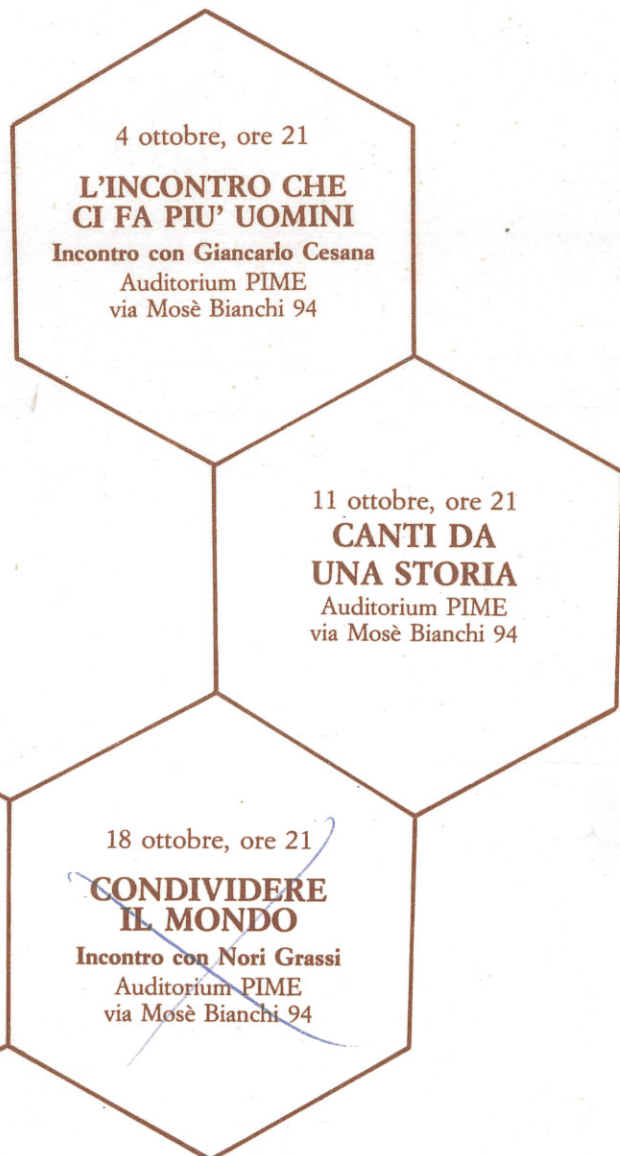 4 ottobre, ore 21
L'INCONTRO CHE
CI FA PIU' UOMINI
Incontro con Giancarlo Cesana
Auditorium PIME
via Mosè Bianchi 94
11 ottobre, ore 21
CANTI DA
UNA STORIA
Auditorium PIME
via Mosè Bianchi 94
18 ottobre, ore 21
CONDIVIDERE
IL MONDO
Incontro con Nori Grassi
Auditorium PIME
via Mosè Bianchi 94